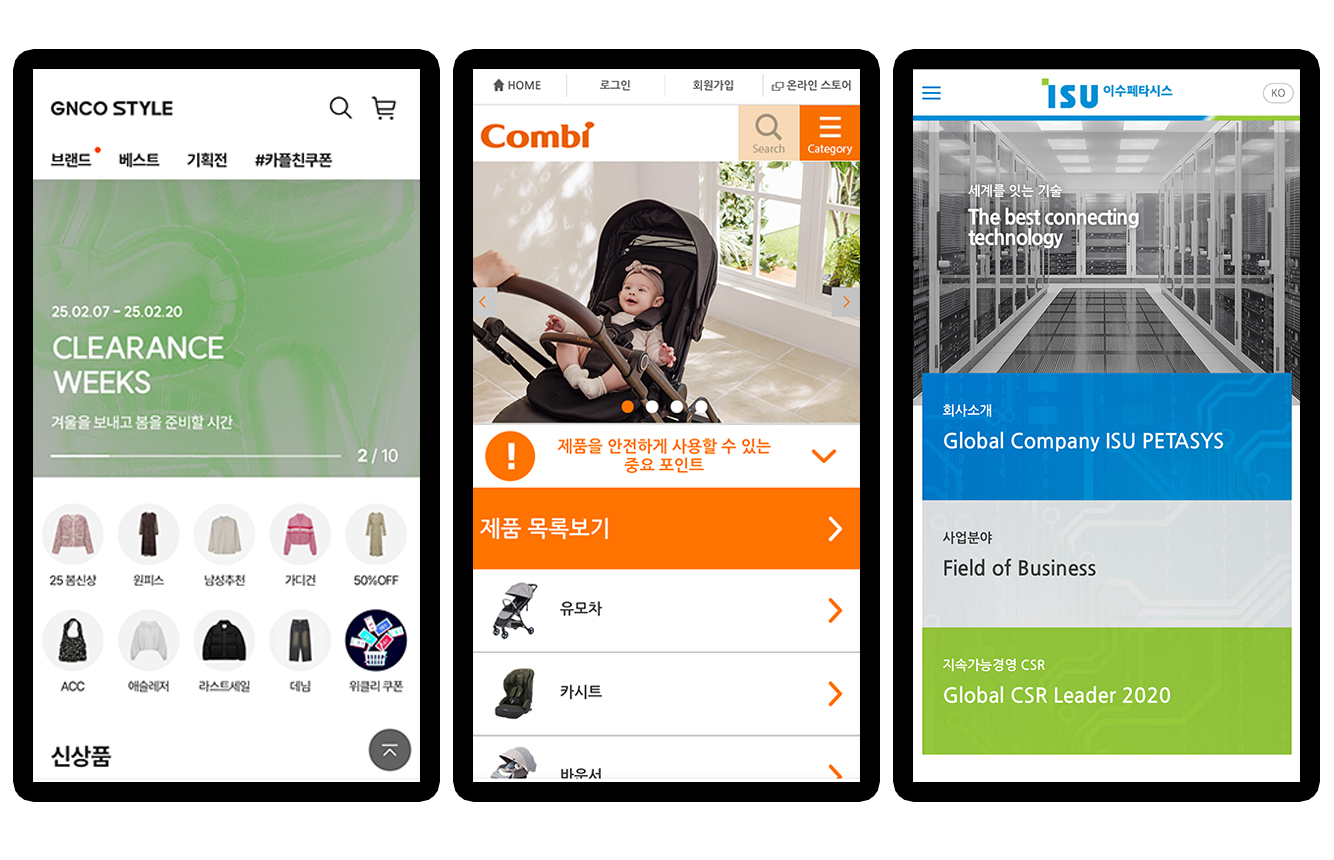 GNCO STYLE
브랜드 베스트 기획전 #카플친쿠폰
25.02.07 – 25.02.20
CLEARANCE
WEEKS
겨울을 보내고 봄을 준비할 시간
2 / 10
25 봄신상 원피스 남성추천 가디건 50%OFF
ACC 애슬레저 라스트세일 데님 위클리 쿠폰
신상품
HOME 로그인 회원가입 온라인 스토어
Combi
Search
Category
제품을 안전하게 사용할 수 있는
중요 포인트
제품 목록보기
유모차
카시트
바운서
ISU 이수페타시스
KO
세계를 잇는 기술
The best connecting
technology
회사소개
Global Company ISU PETASYS
사업분야
Field of Business
지속가능경영 CSR
Global CSR Leader 2020